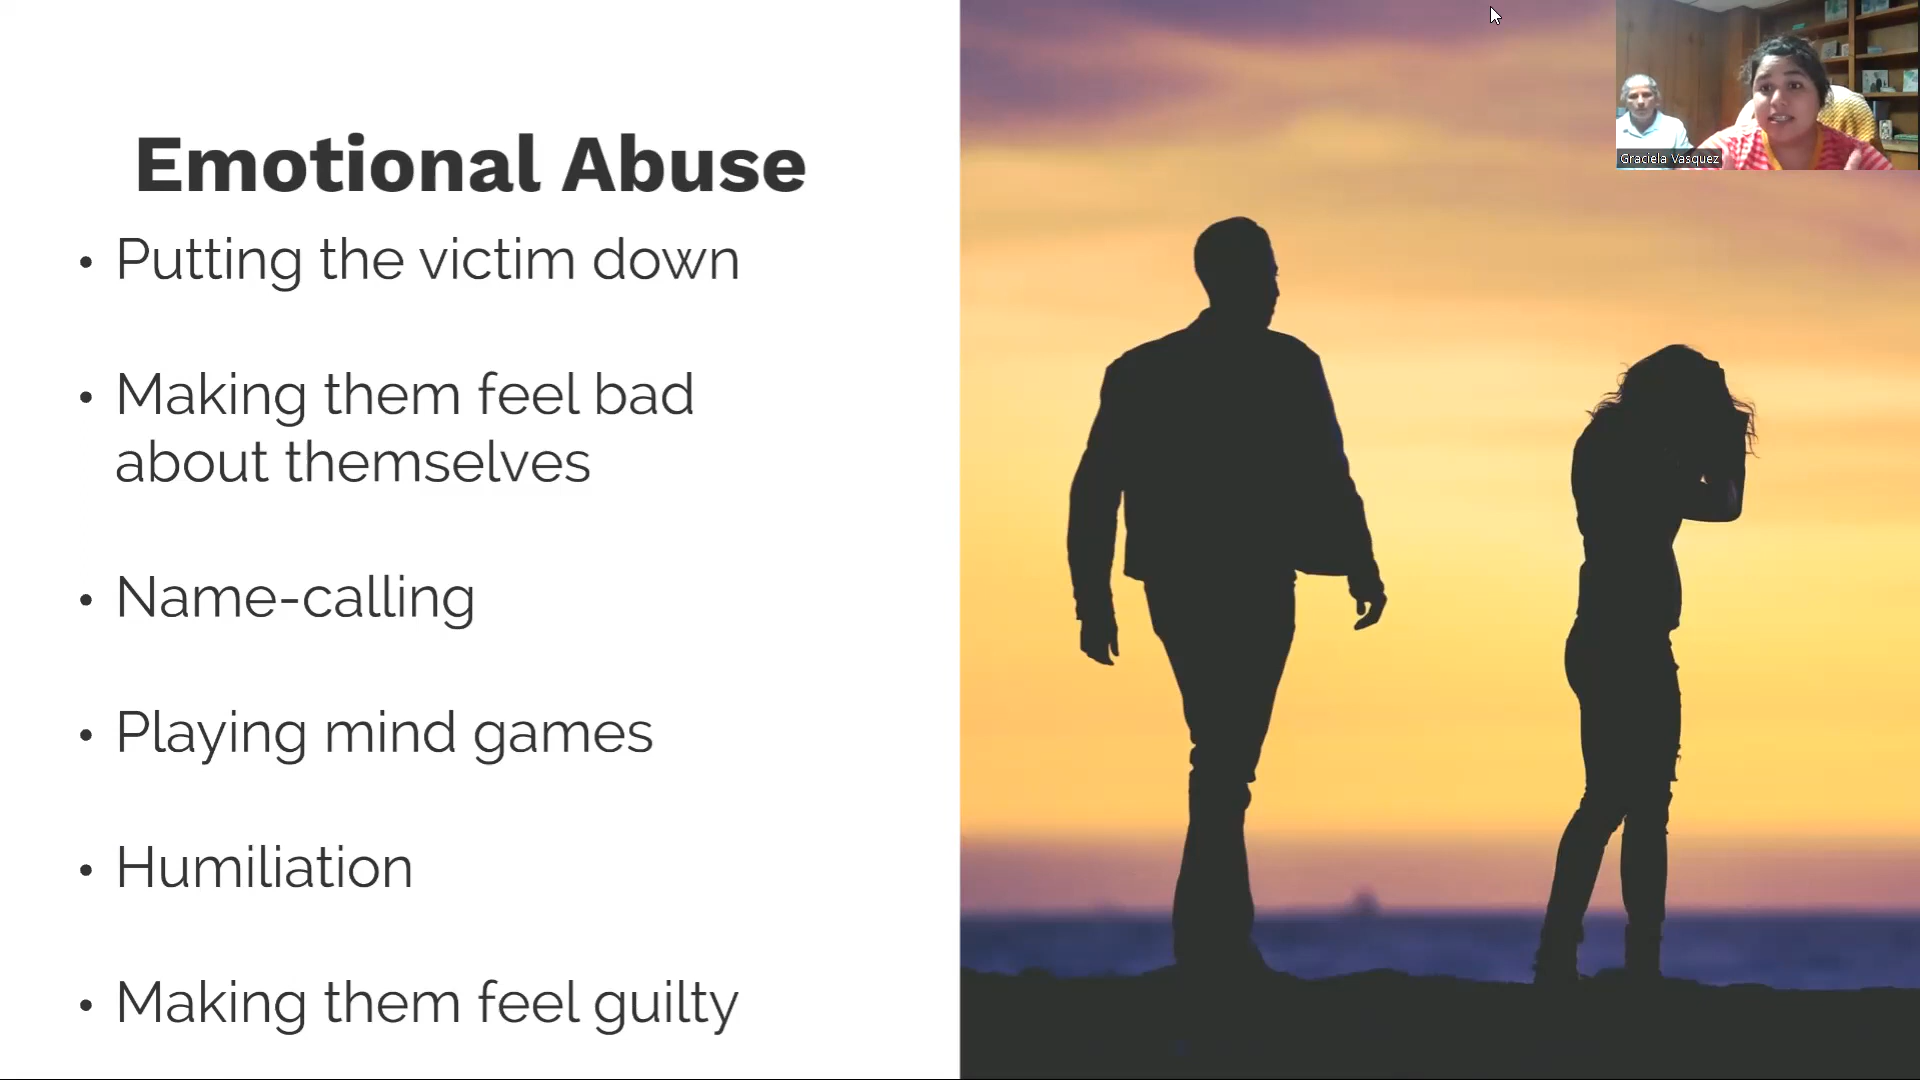 Emotional Abuse
• Putting the victim down
• Making them feel bad
about themselves
• Name-calling
• Playing mind games
• Humiliation
• Making them feel guilty
Graciela Vasquez